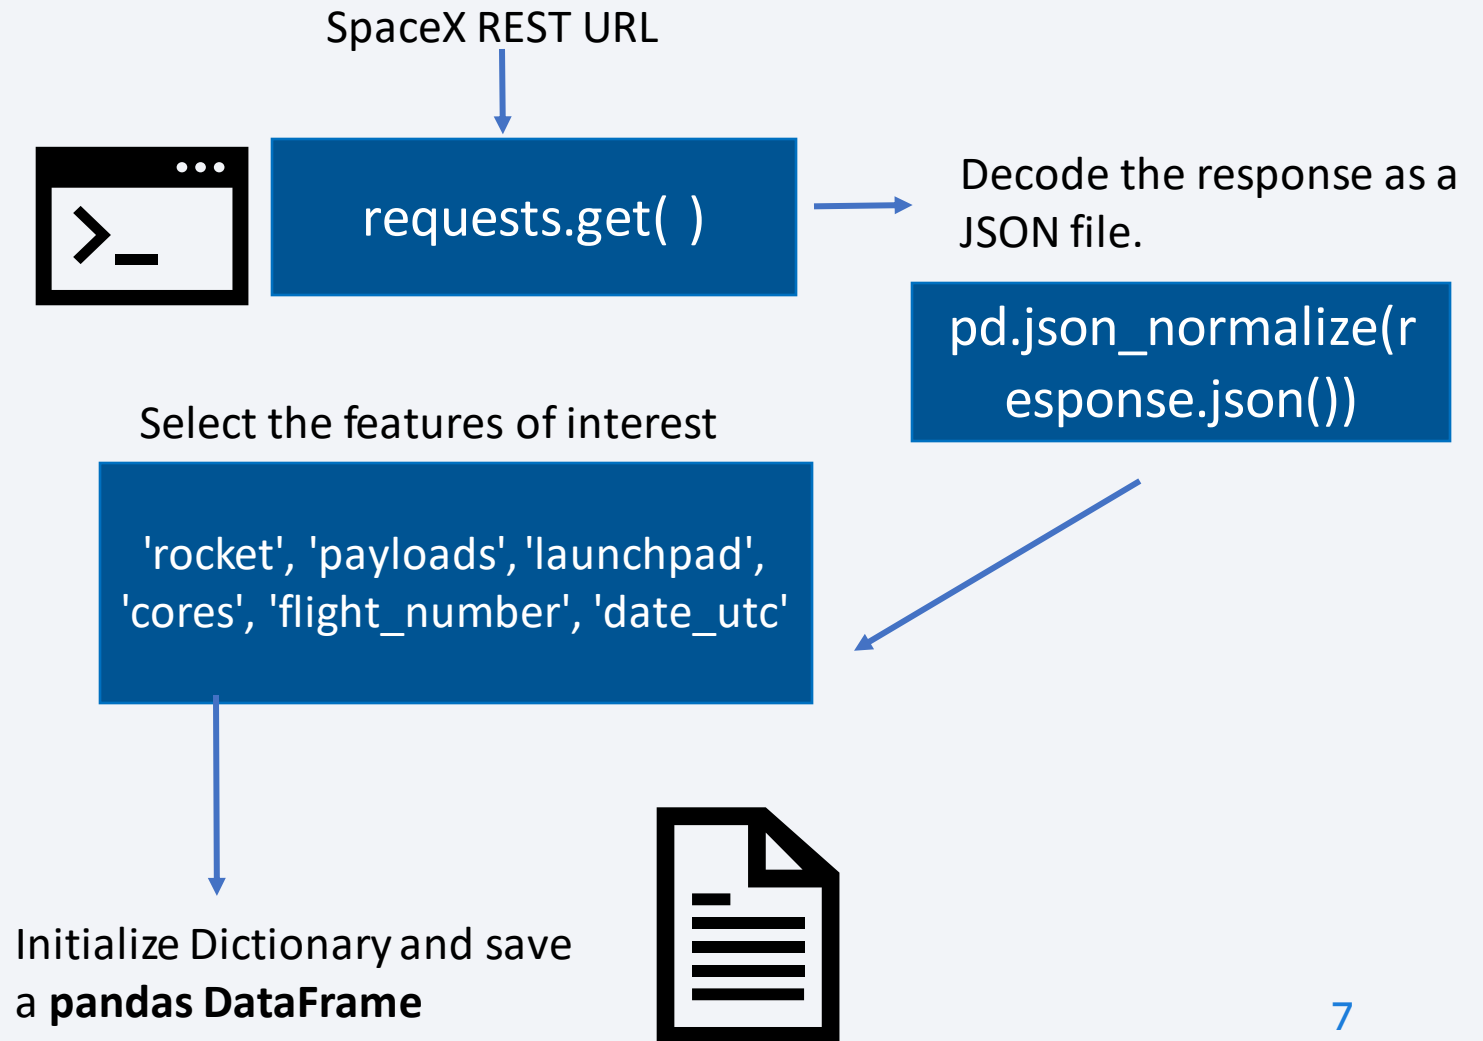 SpaceX REST URL
requests.get( )
Decode the response as a
JSON file.
pd.json_normalize(r
esponse.json())
Select the features of interest
'rocket', 'payloads', 'launchpad',
'cores', 'flight_number', 'date_utc'
Initialize Dictionary and save
a pandas DataFrame
7